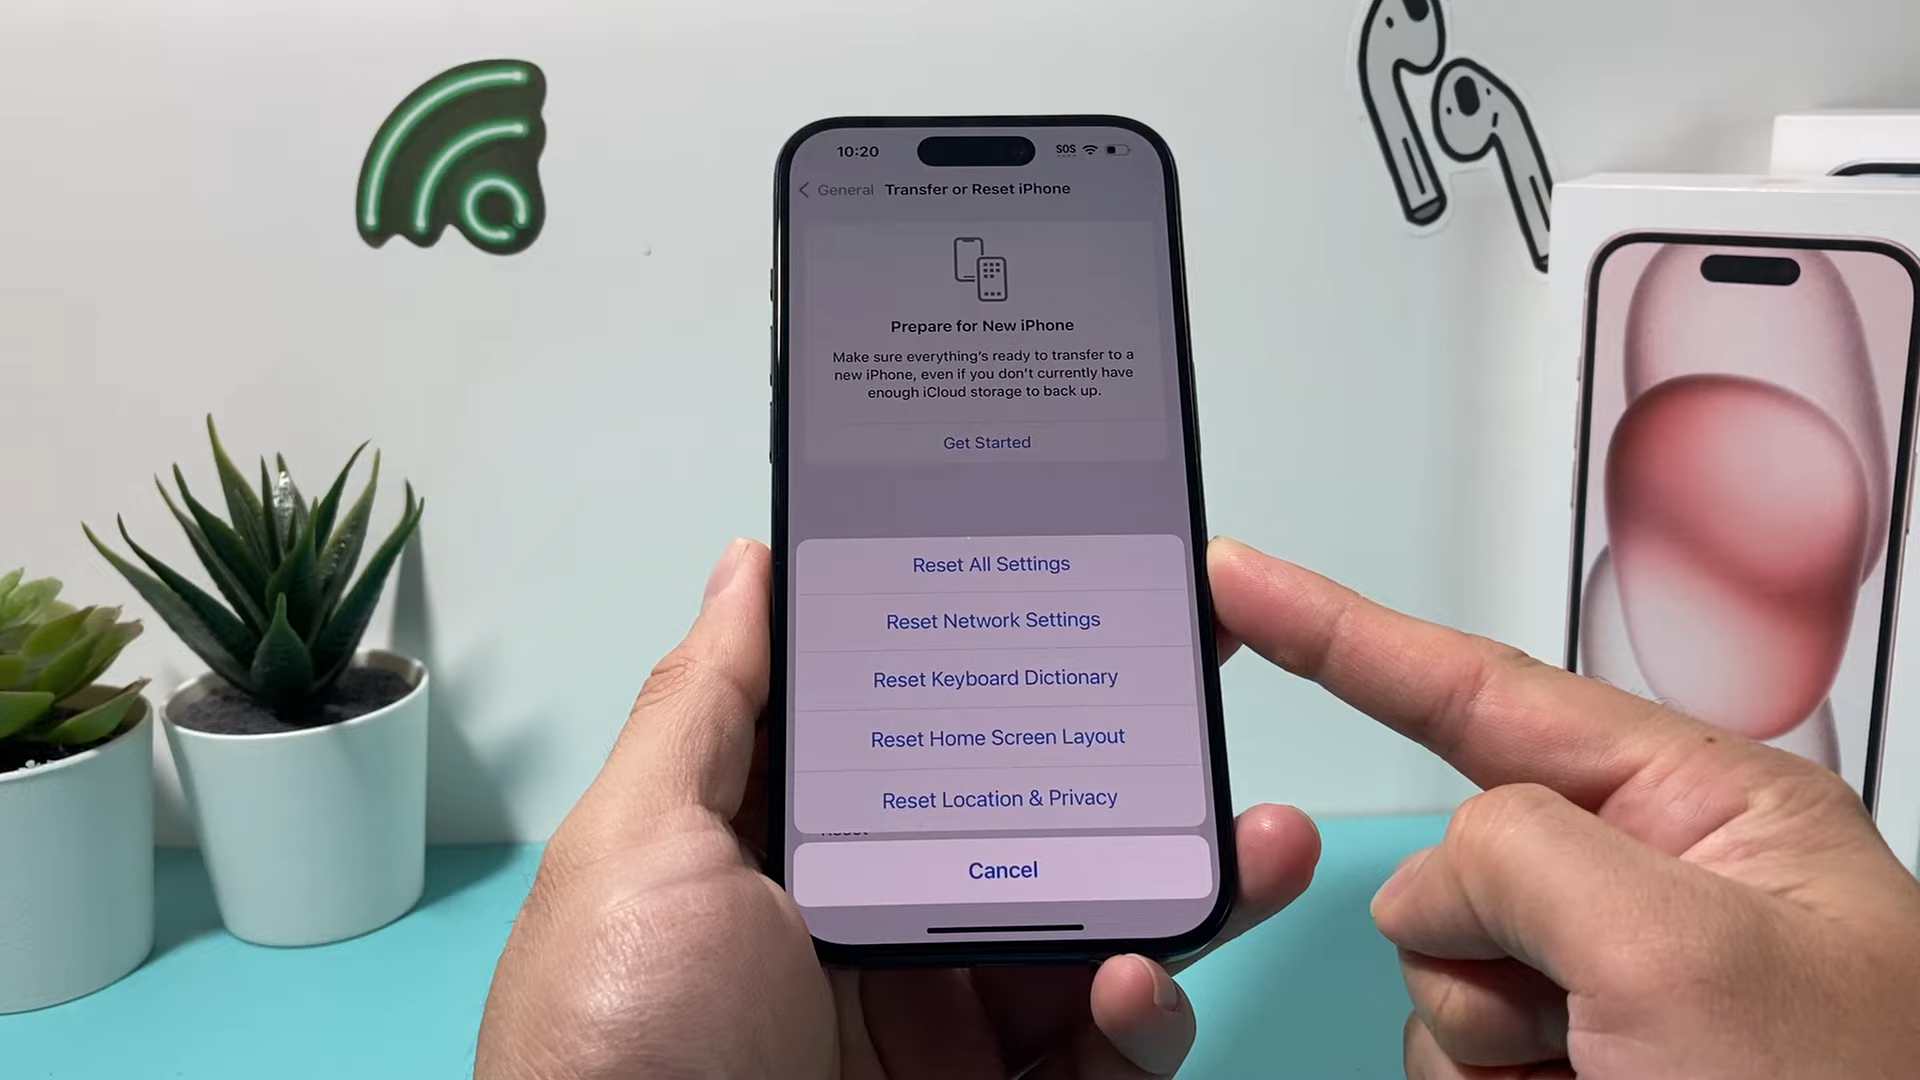 10:20
SOS
General Transfer or Reset iPhone
Prepare for New iPhone
Make sure everything's ready to transfer to a
new iPhone, even if you don't currently have
enough iCloud storage to back up.
Get Started
Reset All Settings
Reset Network Settings
Reset Keyboard Dictionary
Reset Home Screen Layout
Reset Location & Privacy
Reset
Cancel